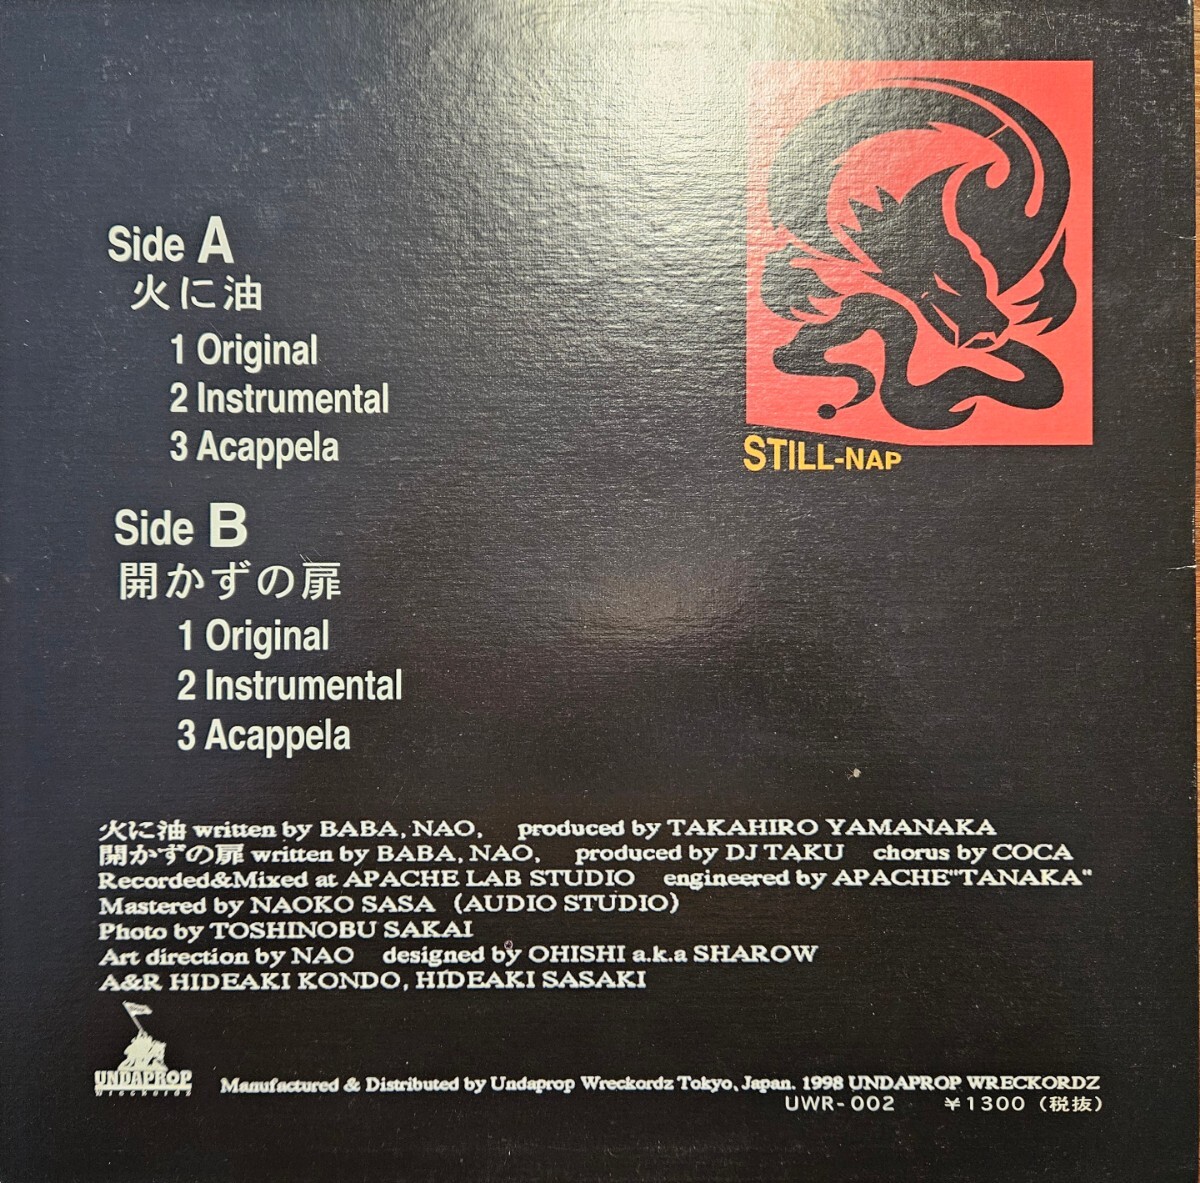 Side A
火に油
1 Original
2 Instrumental
3 Acappela
STILL-NAP
Side B
開かずの扉
1 Original
2 Instrumental
3 Acappela
火に油 written by BABA, NAO, produced by TAKAHIRO YAMANAKA
開かずの扉 written by BABA, NAO, produced by DJ TAKU chorus by COCA
Recorded&Mixed at APACHE LAB STUDIO engineered by APACHE"TANAKA"
Mastered by NAOKO SASA (AUDIO STUDIO)
Photo by TOSHINOBU SAKAI
Art direction by NAO designed by OHISHI a.k.a SHAROW
A&R HIDEAKI KONDO, HIDEAKI SASAKI
UNDAPROP
WRECKORDZ
Manufactured & Distributed by Undaprop Wreckordz Tokyo, Japan. 1998 UNDAPROP WRECKORDZ
UWR-002 ¥1300 (税抜)